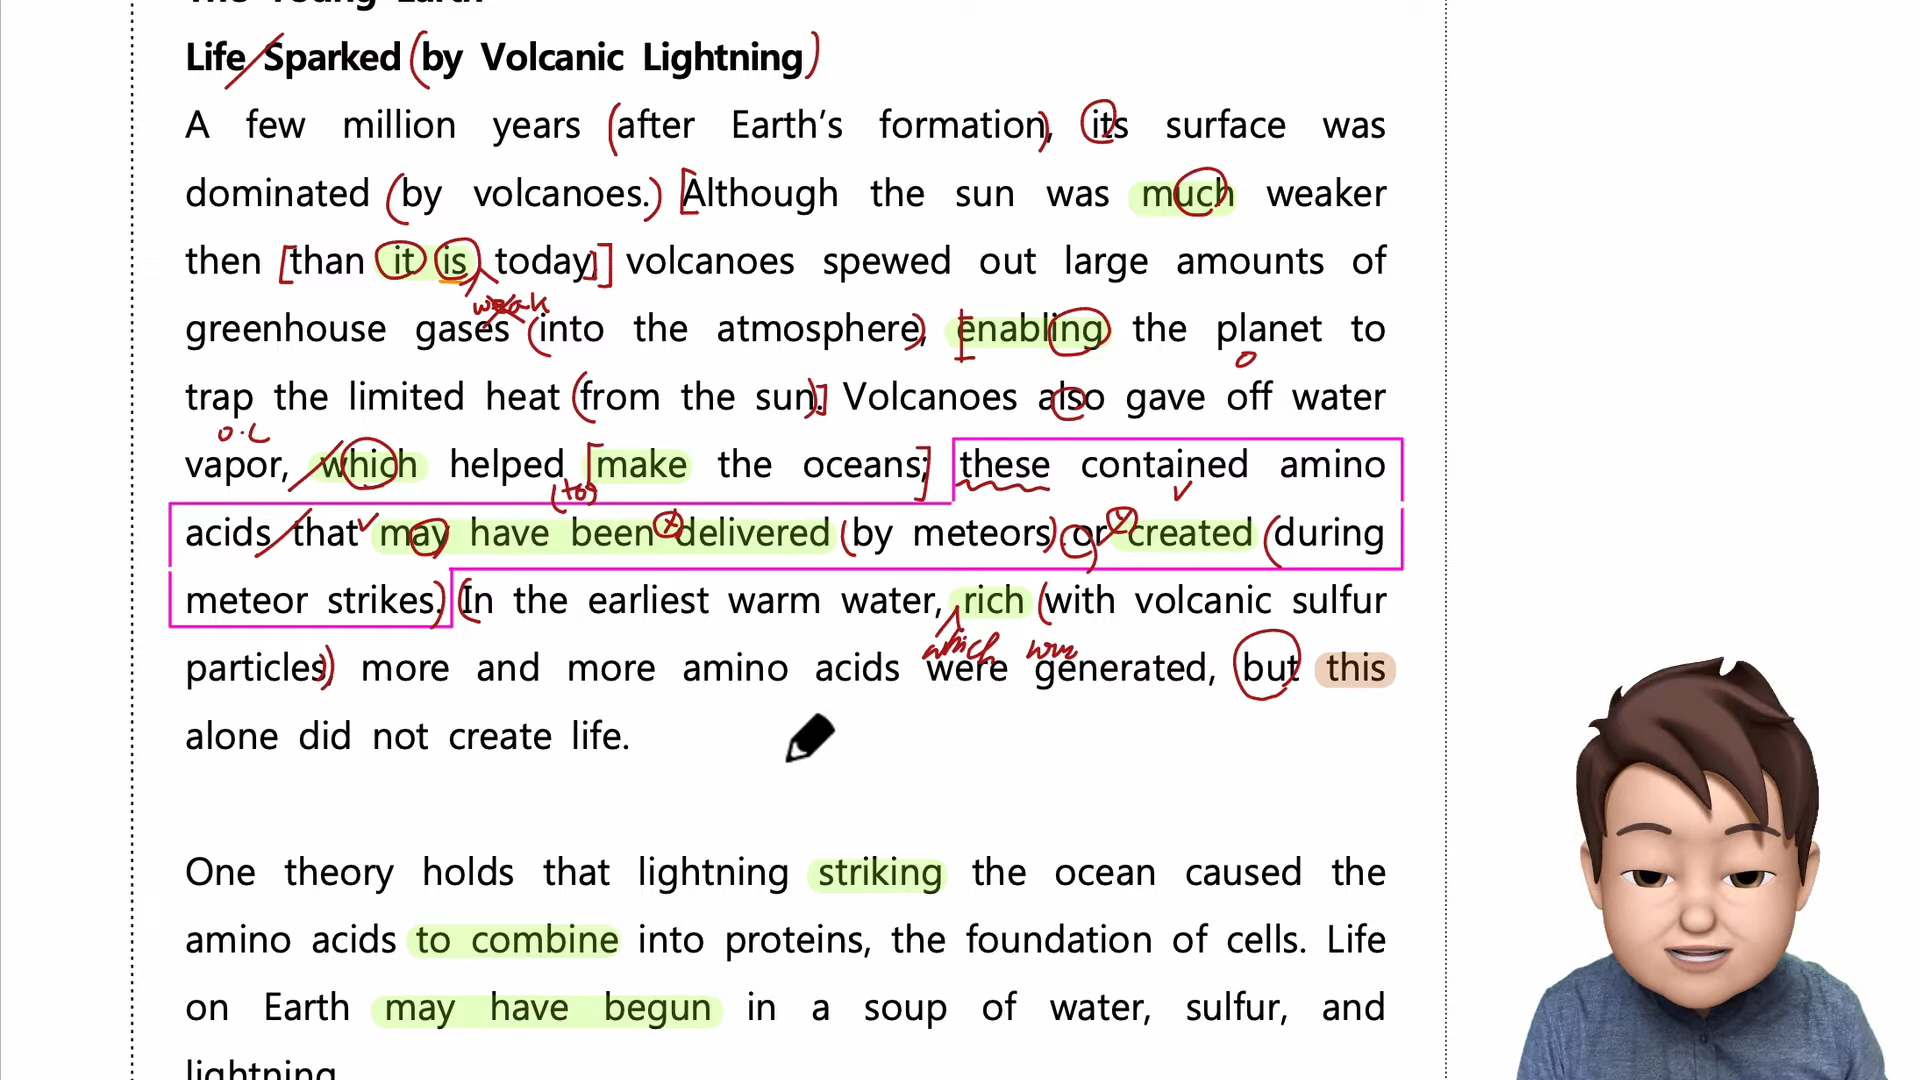 The Young Earth
Life Sparked (by Volcanic Lightning)
A few million years (after Earth’s formation), its surface was
dominated (by volcanoes.) [Although the sun was much weaker
then [than it is today,]] volcanoes spewed out large amounts of
weak
greenhouse gases (into the atmosphere), [enabling the planet to
o
trap the limited heat (from the sun).] Volcanoes also gave off water
o.c
vapor, which helped [make the oceans;] these contained amino
(to)
acids that may have been delivered (by meteors) or created (during
meteor strikes.) (In the earliest warm water, rich (with volcanic sulfur
which was
particles) more and more amino acids were generated, but this
alone did not create life.
One theory holds that lightning striking the ocean caused the
amino acids to combine into proteins, the foundation of cells. Life
on Earth may have begun in a soup of water, sulfur, and
lightning.